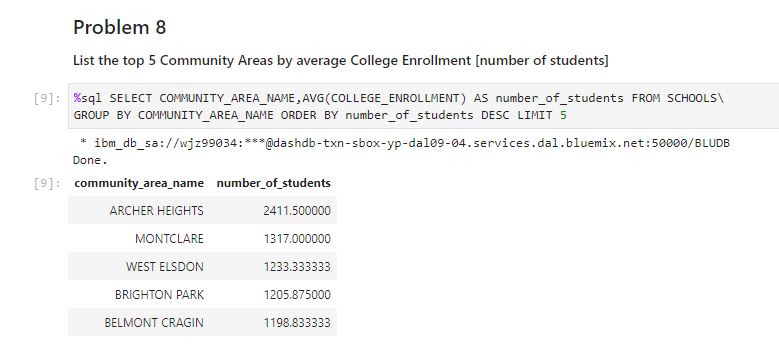 Problem 8
List the top 5 Community Areas by average College Enrollment [number of students]
[9]: %sql SELECT COMMUNITY_AREA_NAME,AVG(COLLEGE_ENROLLMENT) AS number_of_students FROM SCHOOLS\
GROUP BY COMMUNITY_AREA_NAME ORDER BY number_of_students DESC LIMIT 5
* ibm_db_sa://wjz99034:***@dashdb-txn-sbox-yp-dal09-04.services.dal.bluemix.net:50000/BLUDB
Done.
[9]: community_area_name number_of_students
ARCHER HEIGHTS 2411.500000
MONTCLARE 1317.000000
WEST ELSDON 1233.333333
BRIGHTON PARK 1205.875000
BELMONT CRAGIN 1198.833333